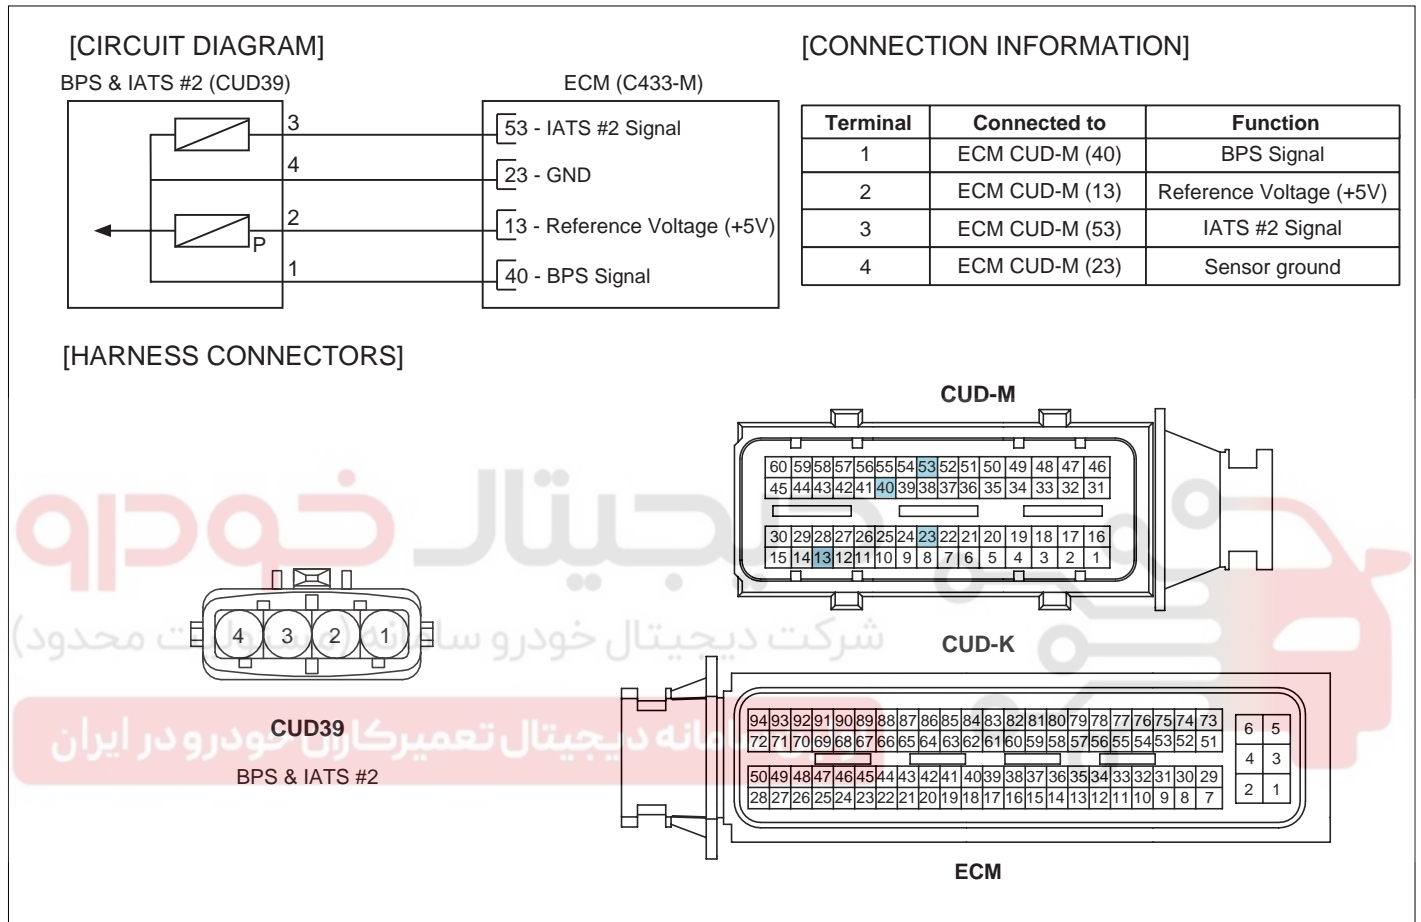 [CIRCUIT DIAGRAM]
BPS & IATS #2 (CUD39)
ECM (C433-M)
3
53 - IATS #2 Signal
4
23 - GND
2
13 - Reference Voltage (+5V)
P
1
40 - BPS Signal
[CONNECTION INFORMATION]
Terminal Connected to Function
1 ECM CUD-M (40) BPS Signal
2 ECM CUD-M (13) Reference Voltage (+5V)
3 ECM CUD-M (53) IATS #2 Signal
4 ECM CUD-M (23) Sensor ground
[HARNESS CONNECTORS]
CUD-M
60 59 58 57 56 55 54 53 52 51 50 49 48 47 46
45 44 43 42 41 40 39 38 37 36 35 34 33 32 31
30 29 28 27 26 25 24 23 22 21 20 19 18 17 16
15 14 13 12 11 10 9 8 7 6 5 4 3 2 1
دیجیتال خودرو
شرکت دیجیتال خودرو سامانه (مسئولیت محدود)
4 3 2 1
CUD39
BPS & IATS #2
CUD-K
94 93 92 91 90 89 88 87 86 85 84 83 82 81 80 79 78 77 76 75 74 73
72 71 70 69 68 67 66 65 64 63 62 61 60 59 58 57 56 55 54 53 52 51
50 49 48 47 46 45 44 43 42 41 40 39 38 37 36 35 34 33 32 31 30 29
28 27 26 25 24 23 22 21 20 19 18 17 16 15 14 13 12 11 10 9 8 7
6 5
4 3
2 1
سامانه دیجیتال تعمیرکاران خودرو در ایران
ECM